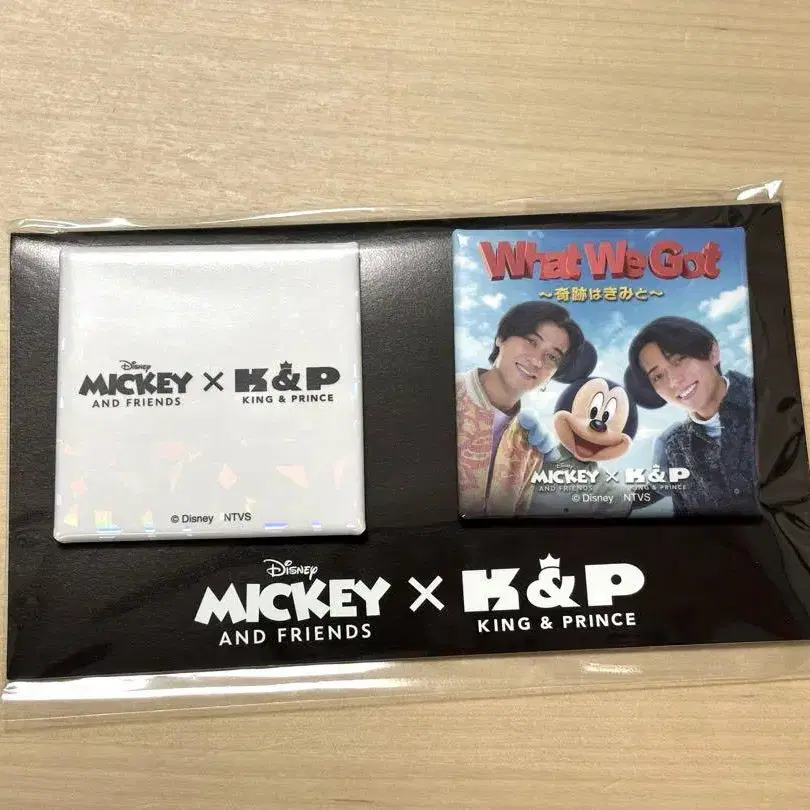 Disney
MICKEY × K&P
AND FRIENDS KING & PRINCE
© Disney NTVS
What We Got
～奇跡はきみと～
Disney
MICKEY × K&P
AND FRIENDS KING & PRINCE
© Disney NTVS
Disney
MICKEY × K&P
AND FRIENDS KING & PRINCE